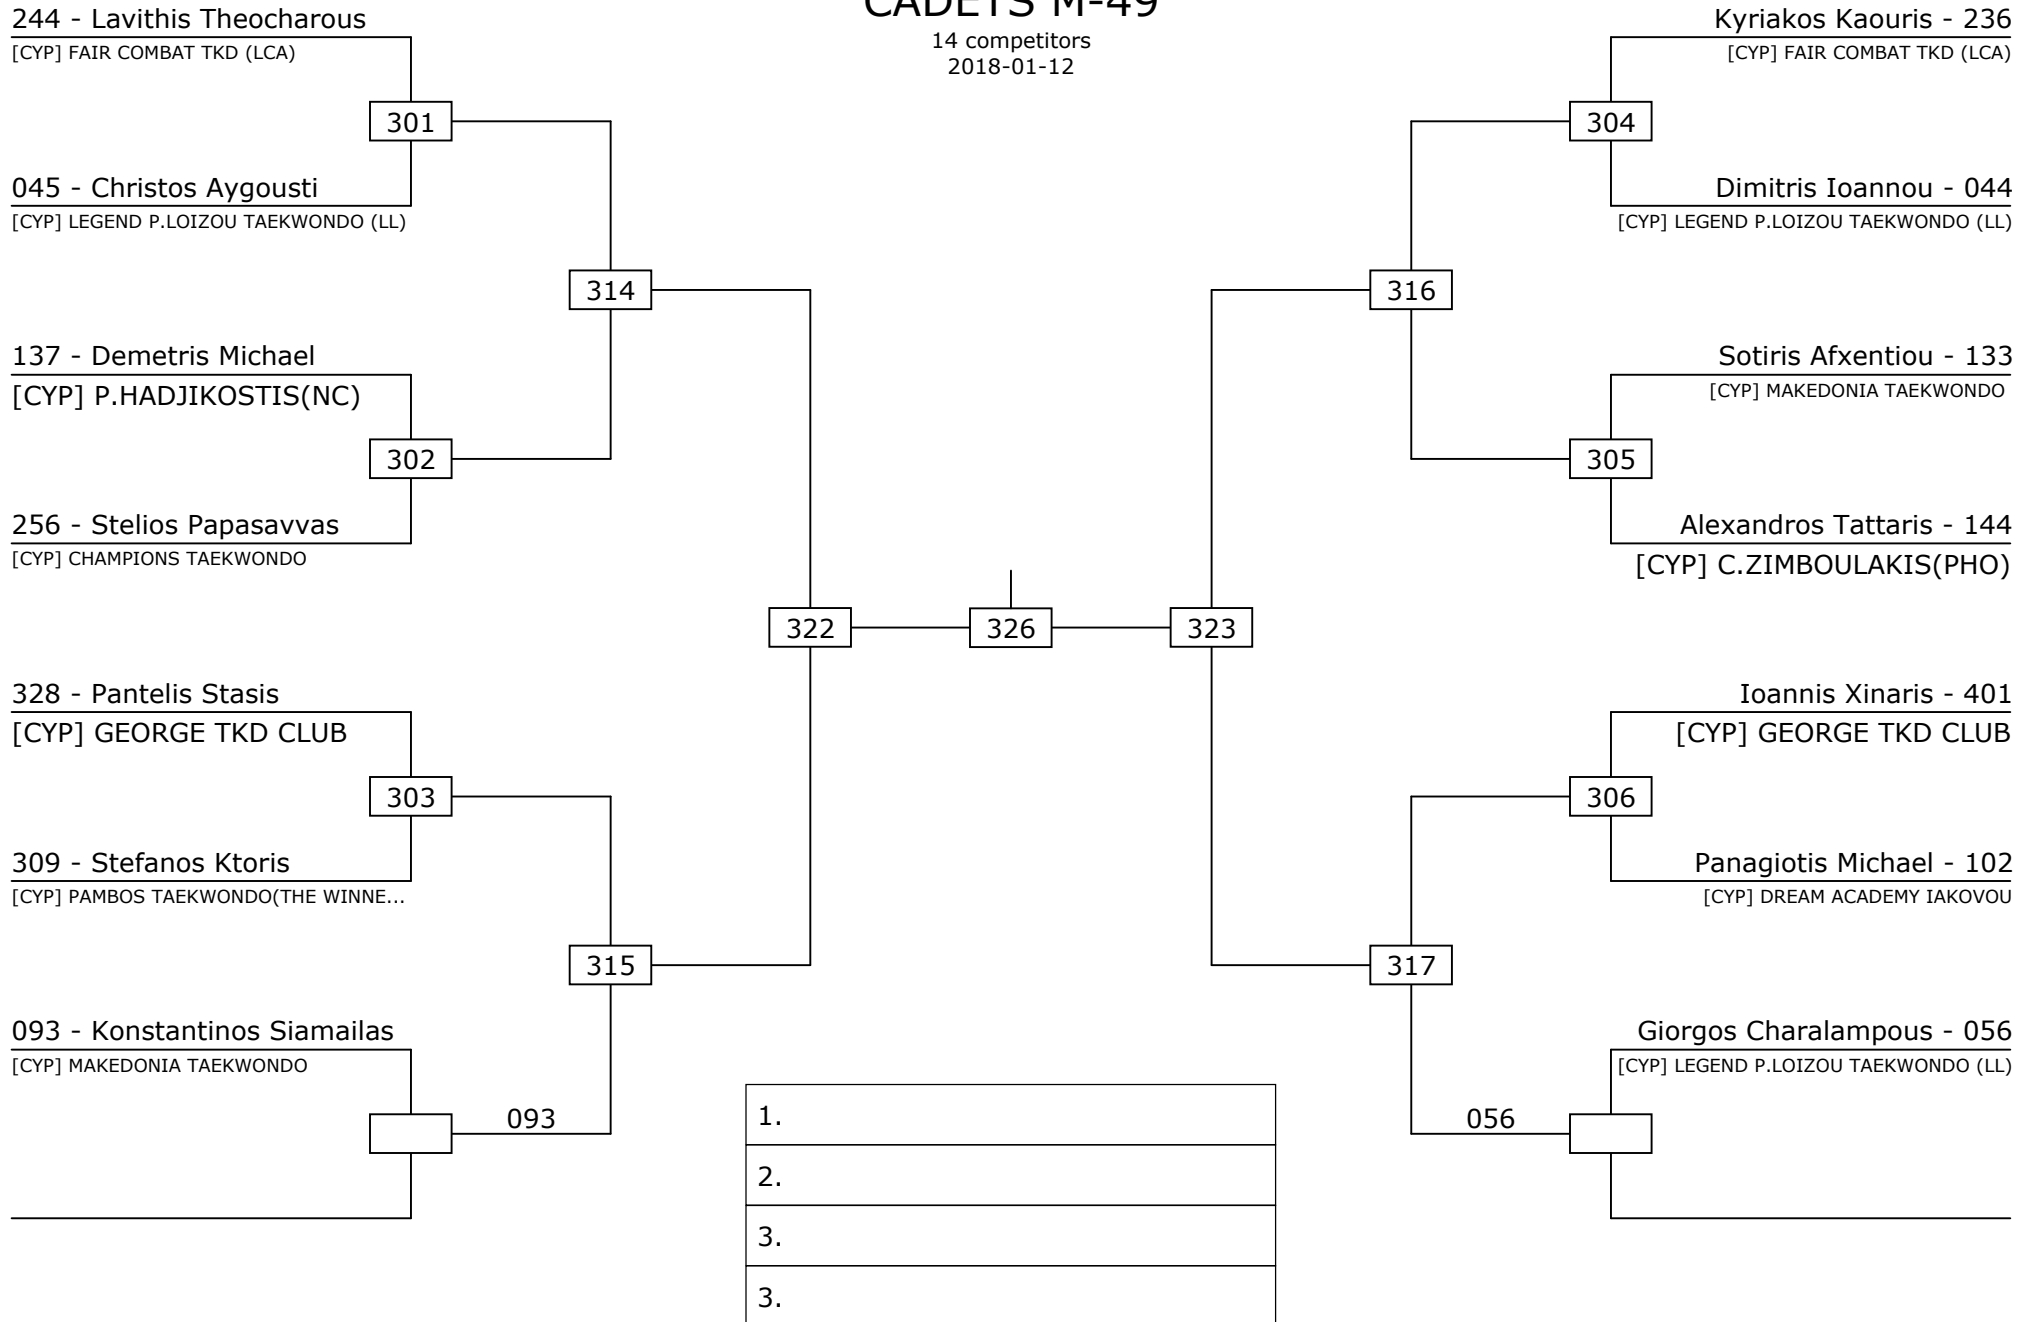 CADETS M-49
14 competitors
2018-01-12
244 - Lavithis Theocharous
[CYP] FAIR COMBAT TKD (LCA)
301
045 - Christos Aygousti
[CYP] LEGEND P.LOIZOU TAEKWONDO (LL)
314
137 - Demetris Michael
[CYP] P.HADJIKOSTIS(NC)
302
256 - Stelios Papasavvas
[CYP] CHAMPIONS TAEKWONDO
322
328 - Pantelis Stasis
[CYP] GEORGE TKD CLUB
303
309 - Stefanos Ktoris
[CYP] PAMBOS TAEKWONDO(THE WINNE...
315
093 - Konstantinos Siamailas
[CYP] MAKEDONIA TAEKWONDO
093
326
Kyriakos Kaouris - 236
[CYP] FAIR COMBAT TKD (LCA)
304
Dimitris Ioannou - 044
[CYP] LEGEND P.LOIZOU TAEKWONDO (LL)
316
Sotiris Afxentiou - 133
[CYP] MAKEDONIA TAEKWONDO
305
Alexandros Tattaris - 144
[CYP] C.ZIMBOULAKIS(PHO)
323
Ioannis Xinaris - 401
[CYP] GEORGE TKD CLUB
306
Panagiotis Michael - 102
[CYP] DREAM ACADEMY IAKOVOU
317
Giorgos Charalampous - 056
[CYP] LEGEND P.LOIZOU TAEKWONDO (LL)
056
1.
2.
3.
3.